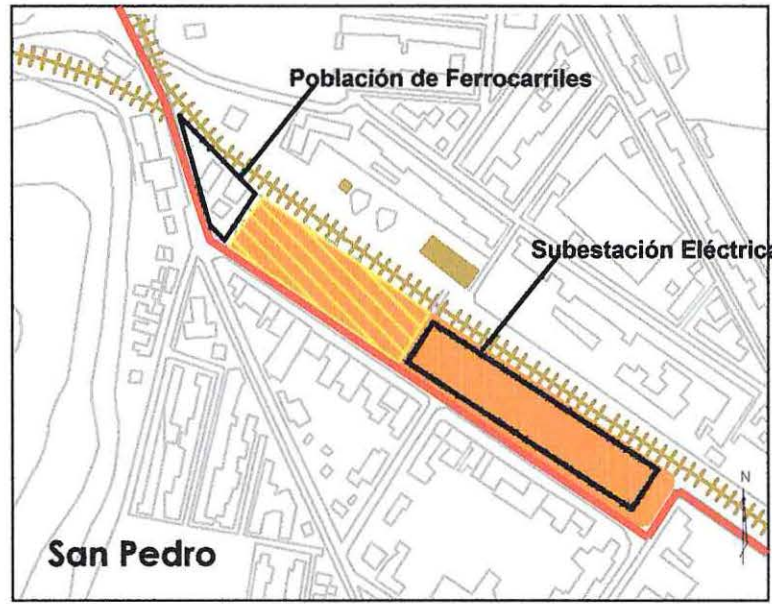 Población de Ferrocarriles
Subestación Eléctrica
N
San Pedro